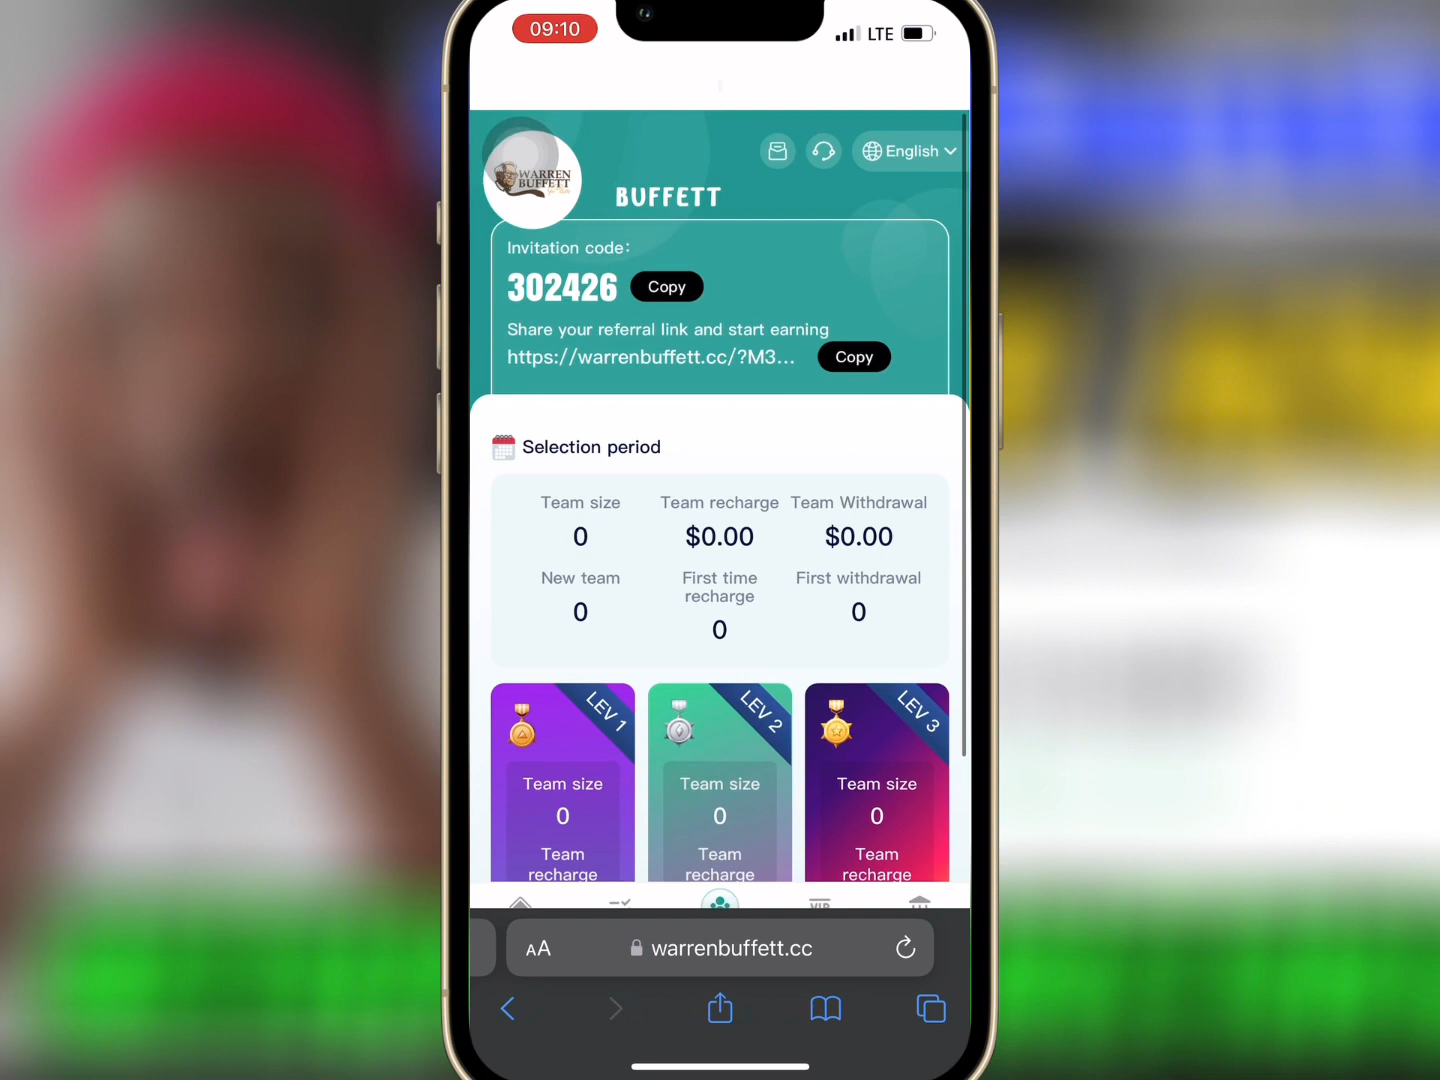 09:10
LTE
WARREN
BUFFETT
English
BUFFETT
Invitation code:
302426
Copy
Share your referral link and start earning
https://warrenbuffett.cc/?M3...
Copy
Selection period
Team size
Team recharge
Team Withdrawal
0
$0.00
$0.00
New team
First time
recharge
First withdrawal
0
0
0
LEV 1
LEV 2
LEV 3
Team size
Team size
Team size
0
0
0
Team
recharge
Team
recharge
Team
recharge
VIP
AA
warrenbuffett.cc